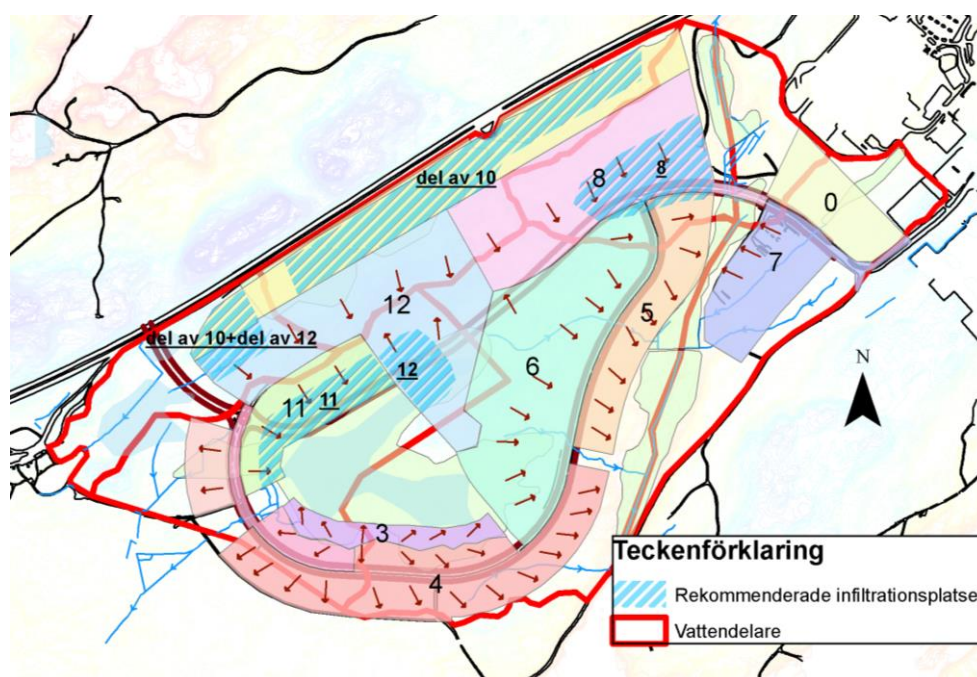 del av 10
8
8
0
7
12
del av 10+del av 12
5
N
12
6
11
11
3
4
Teckenförklaring
Rekommenderade infiltrationsplatse
Vattendelare